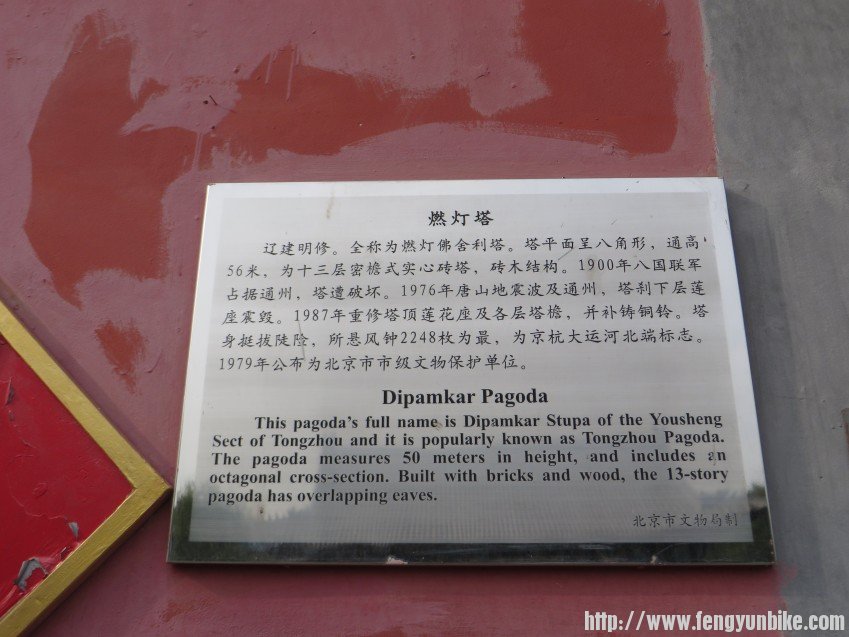 燃灯塔
辽建明修。全称为燃灯佛舍利塔。塔平面呈八角形，通高
56米，为十三层密檐式实心砖塔，砖木结构。1900年八国联军
占据通州，塔遭破坏。1976年唐山地震波及通州，塔刹下层莲
座震毁。1987年重修塔顶莲花座及各层塔檐，并补铸铜铃。塔
身挺拔陡险，所悬风钟2248枚为最，为京杭大运河北端标志。
1979年公布为北京市市级文物保护单位。
Dipamkar Pagoda
This pagoda's full name is Dipamkar Stupa of the Yousheng
Sect of Tongzhou and it is popularly known as Tongzhou Pagoda.
The pagoda measures 50 meters in height, and includes an
octagonal cross-section. Built with bricks and wood, the 13-story
pagoda has overlapping eaves.
北京市文物局制
http://www.fengyunbike.com